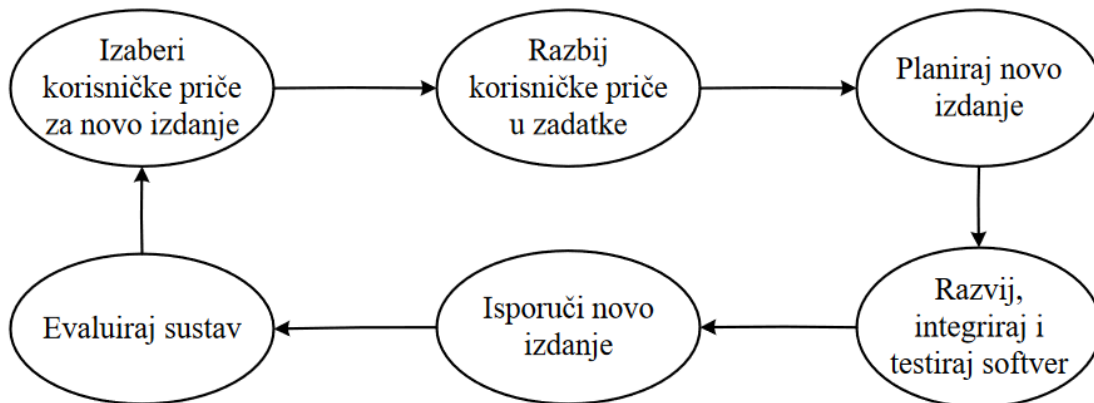 Izaberi
korisničke priče
za novo izdanje
Razbij
korisničke priče
u zadatke
Planiraj novo
izdanje
Razvij,
integriraj i
testiraj softver
Isporuči novo
izdanje
Evaluiraj sustav